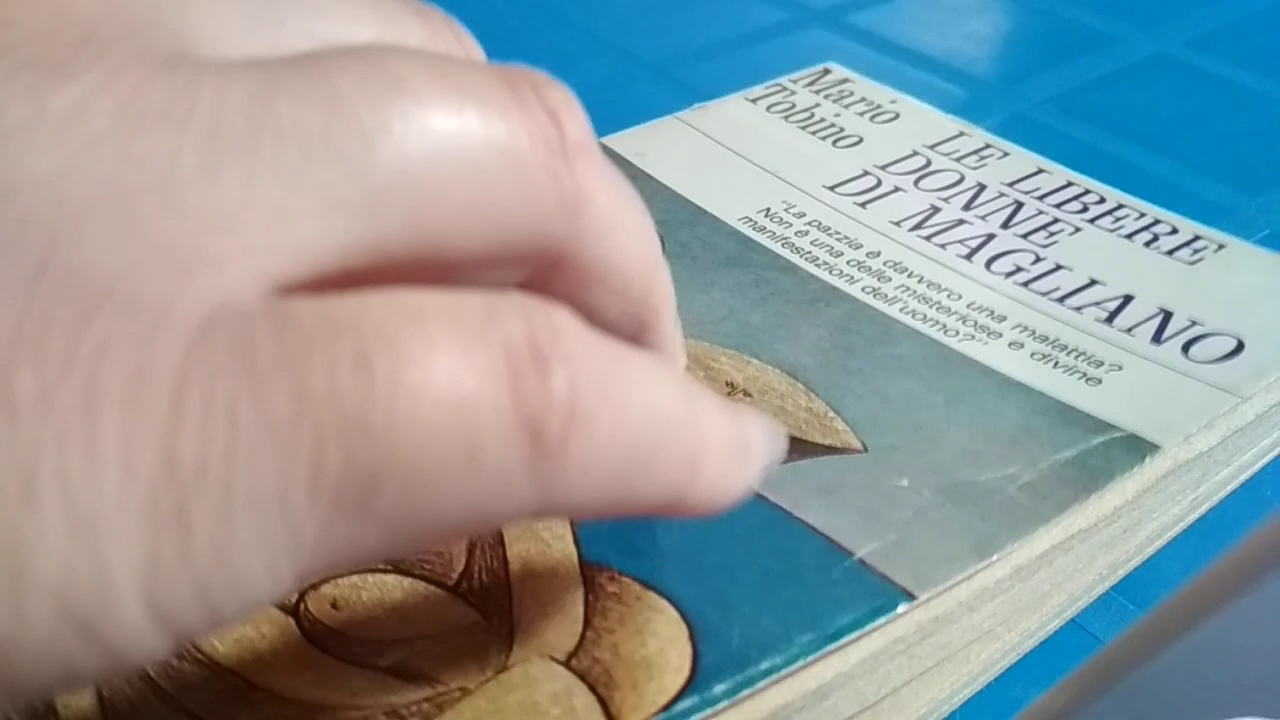 Mario
Tobino
LE LIBERE
DONNE
DI MAGLIANO
"La pazzia è davvero una malattia?
Non è una delle misteriose e divine
manifestazioni dell'uomo?"